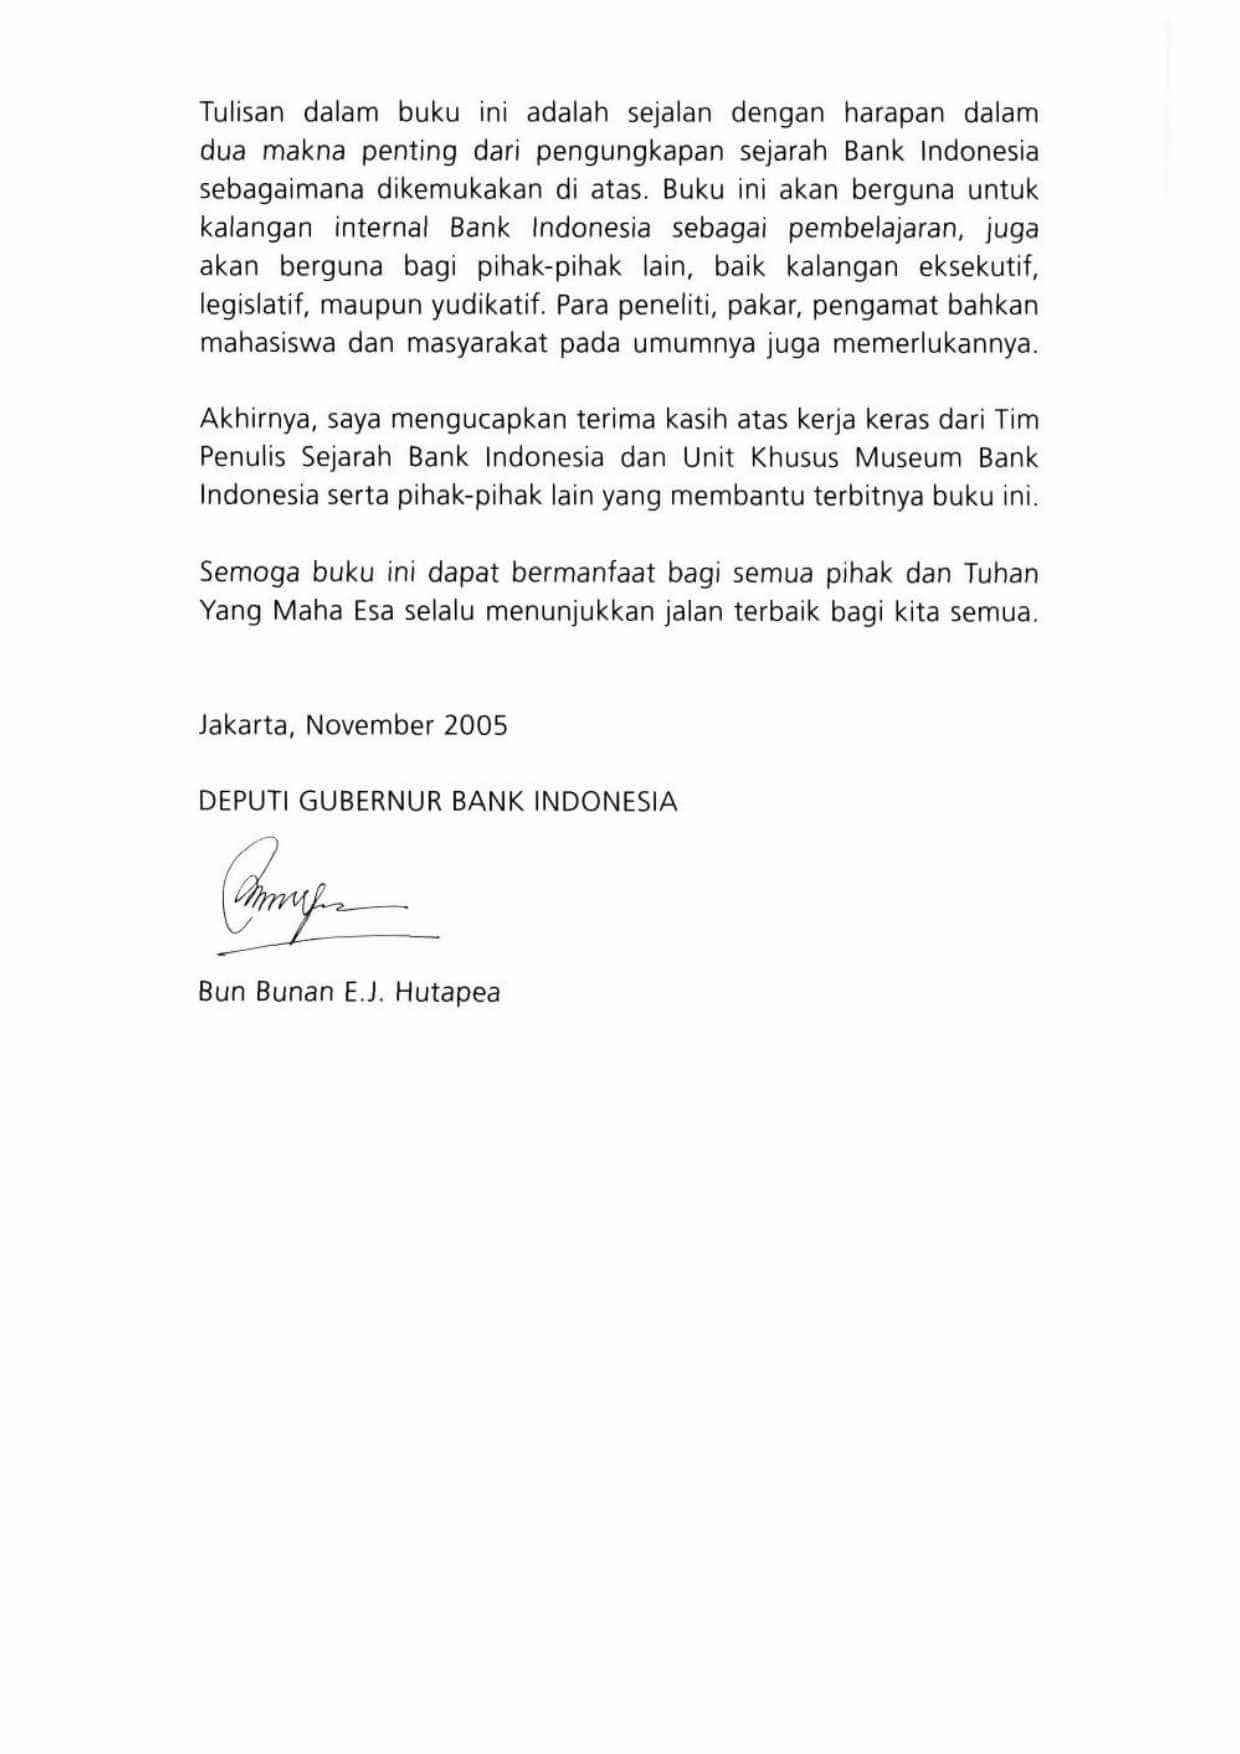 Tulisan dalam buku ini adalah sejalan dengan harapan dalam
dua makna penting dari pengungkapan sejarah Bank Indonesia
sebagaimana dikemukakan di atas. Buku ini akan berguna untuk
kalangan internal Bank Indonesia sebagai pembelajaran, juga
akan berguna bagi pihak-pihak lain, baik kalangan eksekutif,
legislatif, maupun yudikatif. Para peneliti, pakar, pengamat bahkan
mahasiswa dan masyarakat pada umumnya juga memerlukannya.
Akhirnya, saya mengucapkan terima kasih atas kerja keras dari Tim
Penulis Sejarah Bank Indonesia dan Unit Khusus Museum Bank
Indonesia serta pihak-pihak lain yang membantu terbitnya buku ini.
Semoga buku ini dapat bermanfaat bagi semua pihak dan Tuhan
Yang Maha Esa selalu menunjukkan jalan terbaik bagi kita semua.
Jakarta, November 2005
DEPUTI GUBERNUR BANK INDONESIA
Bun Bunan E.J. Hutapea